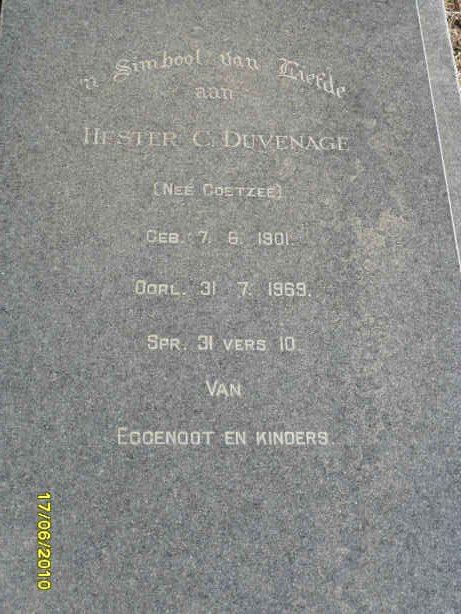 'n Simbool van Liefde
aan
HESTER C. DUVENAGE
(NEÉ COETZEE)
GEB. 7. 6. 1901.
OORL. 31 7. 1969.
SPR. 31 VERS 10
VAN
EGGENOOT EN KINDERS.
17/06/2010